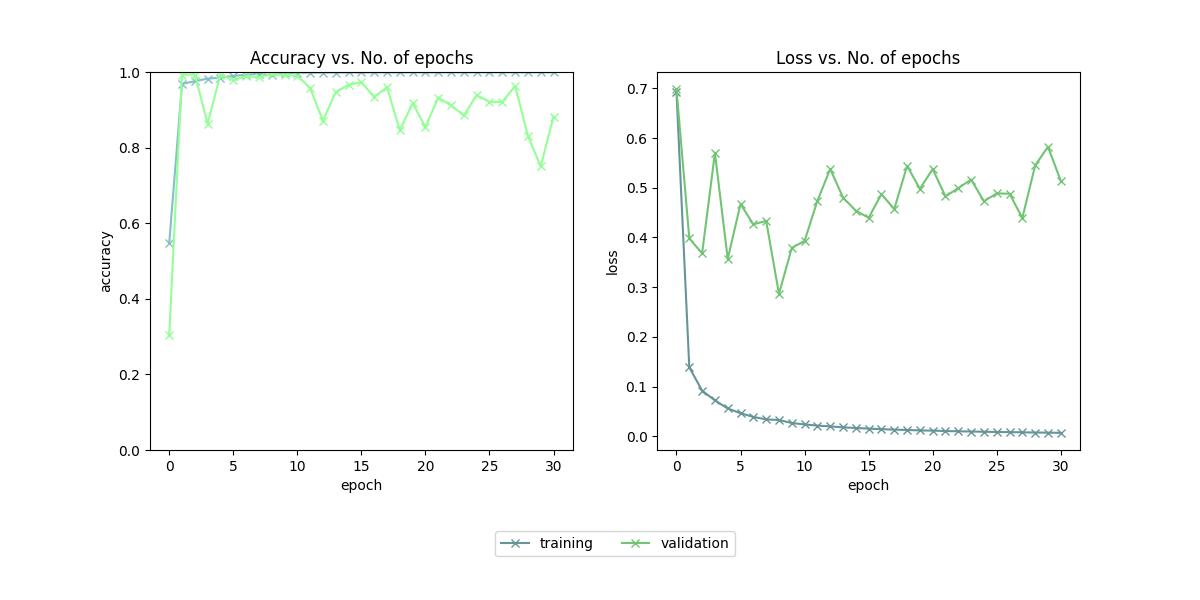 Accuracy vs. No. of epochs
1.0
0.8
0.6
0.4
0.2
0.0
accuracy
0 5 10 15 20 25 30
epoch
Loss vs. No. of epochs
0.7
0.6
0.5
0.4
0.3
0.2
0.1
0.0
loss
0 5 10 15 20 25 30
epoch
training validation